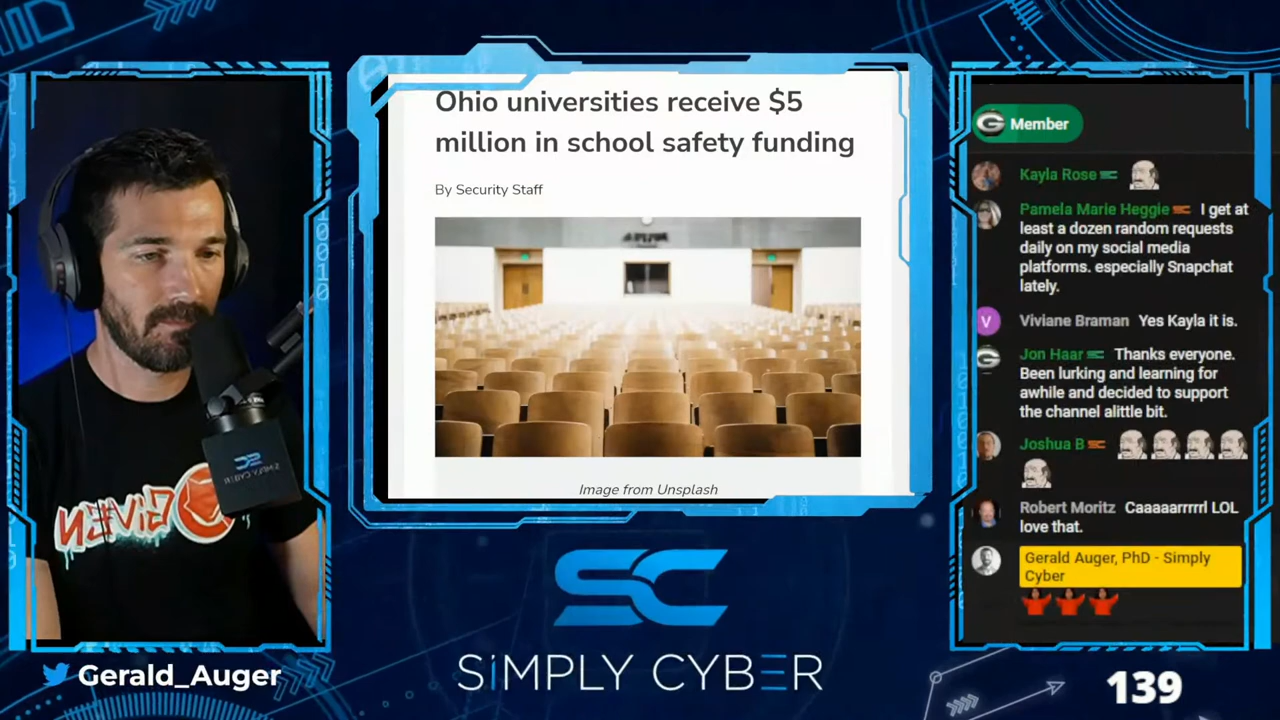 Ohio universities receive $5
million in school safety funding
By Security Staff
Image from Unsplash
SC
SIMPLY CYBER
Gerald_Auger
GIVEN
SIMPLY CYBER
G Member
Kayla Rose
Pamela Marie Heggie I get at
least a dozen random requests
daily on my social media
platforms. especially Snapchat
lately.
V Viviane Braman Yes Kayla it is.
G Jon Haar Thanks everyone.
Been lurking and learning for
awhile and decided to support
the channel alittle bit.
Joshua B
Robert Moritz Caaaaarrrrrl LOL
love that.
Gerald Auger, PhD - Simply
Cyber
139